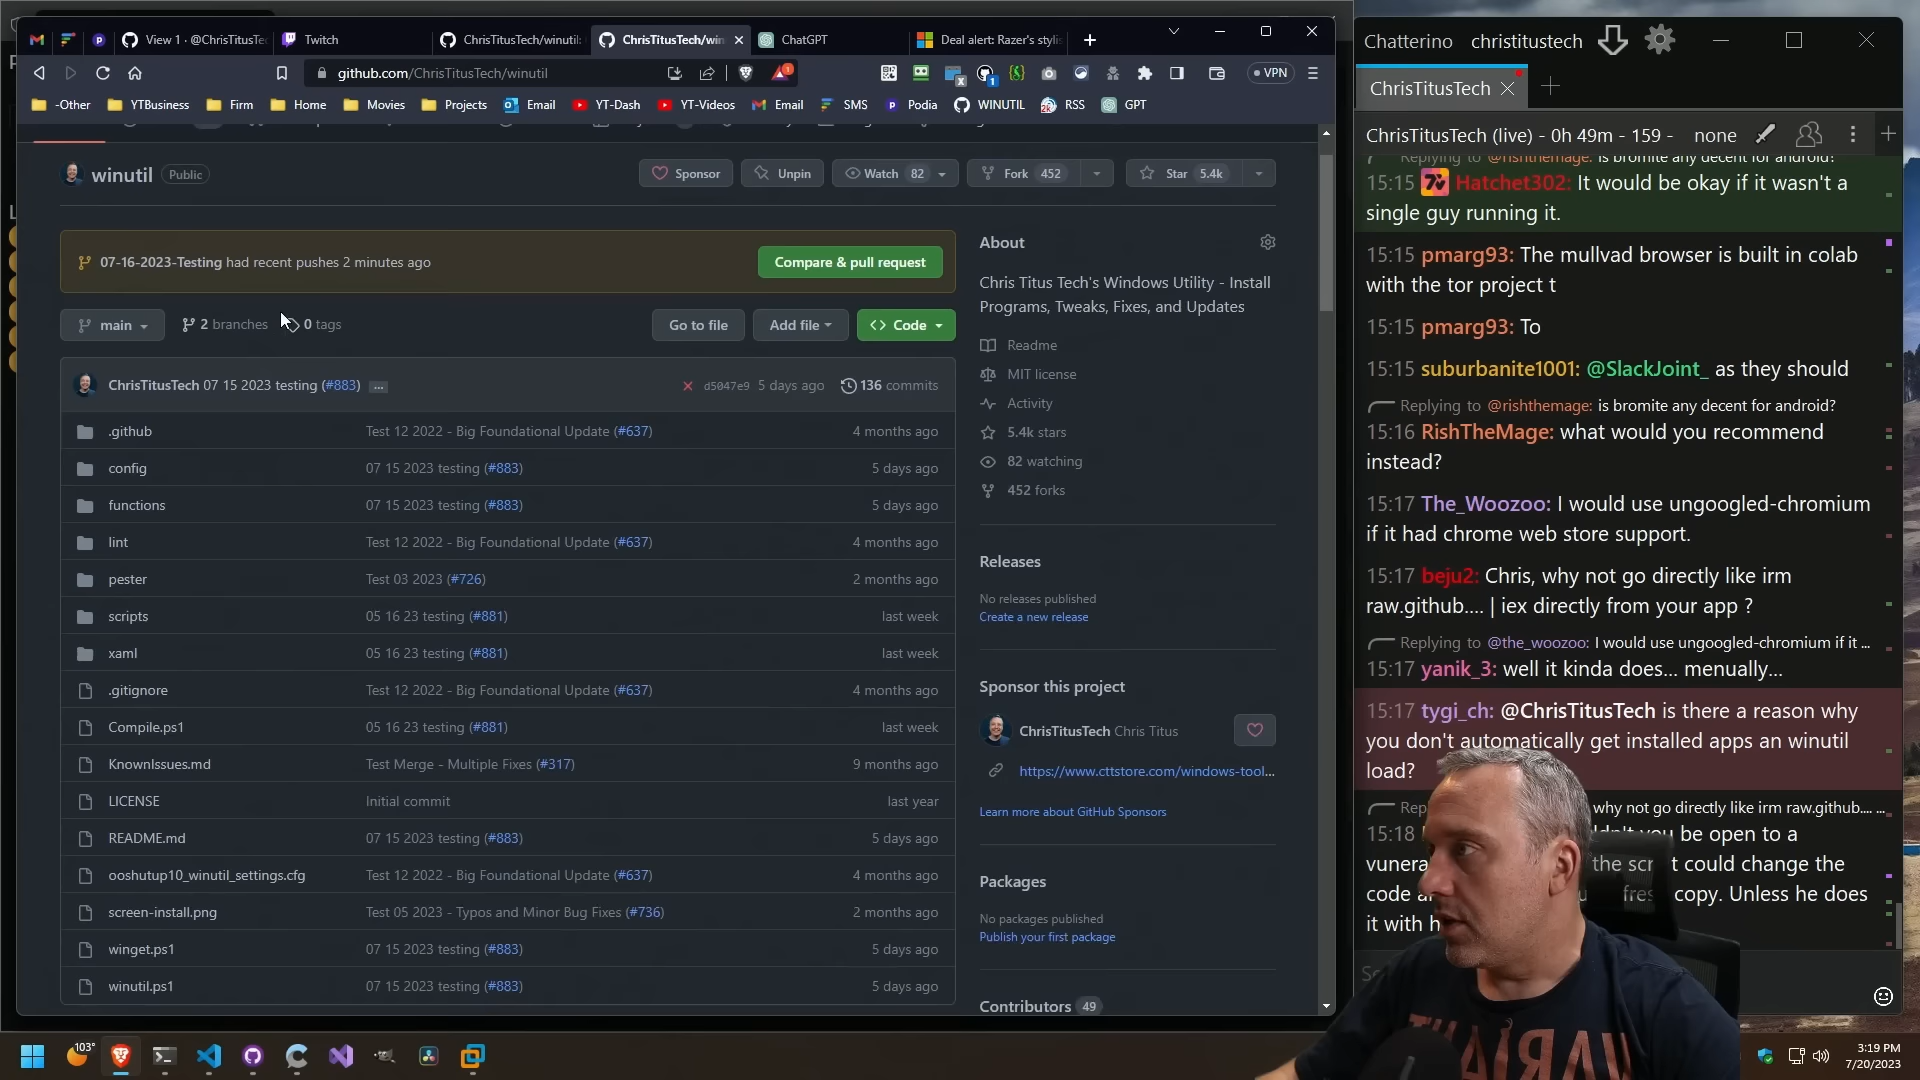 View 1 · @ChrisTitusTec
Twitch
ChrisTitusTech/winutil:
ChrisTitusTech/win
ChatGPT
Deal alert: Razer's stylis
github.com/ChrisTitusTech/winutil
1
1
VPN
-Other
YTBusiness
Firm
Home
Movies
Projects
Email
YT-Dash
YT-Videos
Email
SMS
Podia
WINUTIL
RSS
GPT
winutil Public
Sponsor
Unpin
Watch 82
Fork 452
Star 5.4k
07-16-2023-Testing had recent pushes 2 minutes ago
Compare & pull request
main
2 branches
0 tags
Go to file
Add file
<> Code
ChrisTitusTech 07 15 2023 testing (#883) ...
d5047e9 5 days ago
136 commits
.github Test 12 2022 - Big Foundational Update (#637) 4 months ago
config 07 15 2023 testing (#883) 5 days ago
functions 07 15 2023 testing (#883) 5 days ago
lint Test 12 2022 - Big Foundational Update (#637) 4 months ago
pester Test 03 2023 (#726) 2 months ago
scripts 05 16 23 testing (#881) last week
xaml 05 16 23 testing (#881) last week
.gitignore Test 12 2022 - Big Foundational Update (#637) 4 months ago
Compile.ps1 05 16 23 testing (#881) last week
KnownIssues.md Test Merge - Multiple Fixes (#317) 9 months ago
LICENSE Initial commit last year
README.md 07 15 2023 testing (#883) 5 days ago
ooshutup10_winutil_settings.cfg Test 12 2022 - Big Foundational Update (#637) 4 months ago
screen-install.png Test 05 2023 - Typos and Minor Bug Fixes (#736) 2 months ago
winget.ps1 07 15 2023 testing (#883) 5 days ago
winutil.ps1 07 15 2023 testing (#883) 5 days ago
About
Chris Titus Tech's Windows Utility - Install
Programs, Tweaks, Fixes, and Updates
Readme
MIT license
Activity
5.4k stars
82 watching
452 forks
Releases
No releases published
Create a new release
Sponsor this project
ChrisTitusTech Chris Titus
https://www.cttstore.com/windows-tool...
Learn more about GitHub Sponsors
Packages
No packages published
Publish your first package
Contributors 49
Chatterino christitustech
ChrisTitusTech
ChrisTitusTech (live) - 0h 49m - 159 - none
Replying to @rishthemage: is bromite any decent for android?
15:15 Hatchet302: It would be okay if it wasn't a
single guy running it.
15:15 pmarg93: The mullvad browser is built in colab
with the tor project t
15:15 pmarg93: To
15:15 suburbanite1001: @SlackJoint_ as they should
Replying to @rishthemage: is bromite any decent for android?
15:16 RishTheMage: what would you recommend
instead?
15:17 The_Woozoo: I would use ungoogled-chromium
if it had chrome web store support.
15:17 beju2: Chris, why not go directly like irm
raw.github.... | iex directly from your app ?
Replying to @the_woozoo: I would use ungoogled-chromium if it ...
15:17 yanik_3: well it kinda does... menually...
15:17 tygi_ch: @ChrisTitusTech is there a reason why
you don't automatically get installed apps an winutil
load?
why not go directly like irm raw.github.... ...
15:18 you be open to a
the could change the
code copy. Unless he does
it with
103°
3:19 PM
7/20/2023